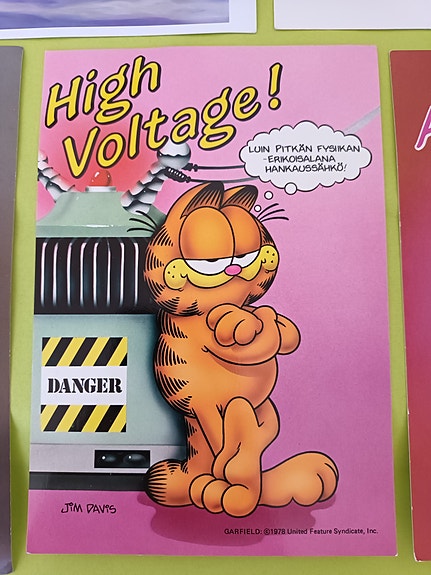 High
Voltage!
LUIN PITKÄN FYSIIKAN
-ERIKOISALANA
HANKAUSSÄHKÖ!
DANGER
JIM DAVIS
GARFIELD: ©1978 United Feature Syndicate, Inc.
A